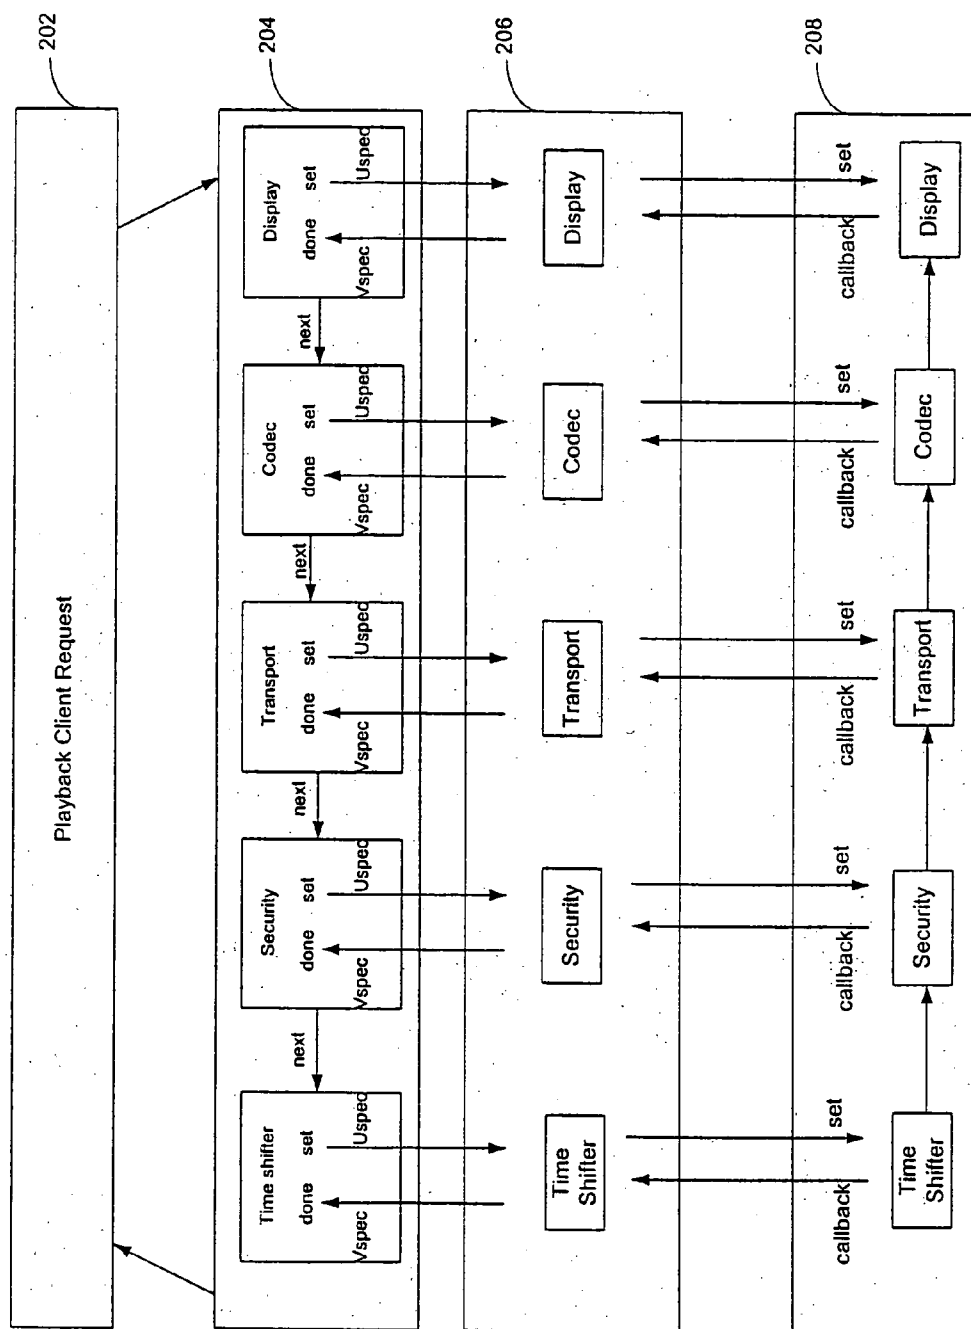 202
Playback Client Request
204
Time shifter
done set
Vspec
Uspec
next
Security
done set
Vspec
Uspec
next
Transport
done set
Vspec
Uspec
next
Codec
done set
Vspec
Uspec
next
Display
done set
Vspec
Uspec
206
Time
Shifter
Security
Transport
Codec
Display
208
callback
set
callback
set
callback
set
callback
set
callback
set
Time
Shifter
Security
Transport
Codec
Display